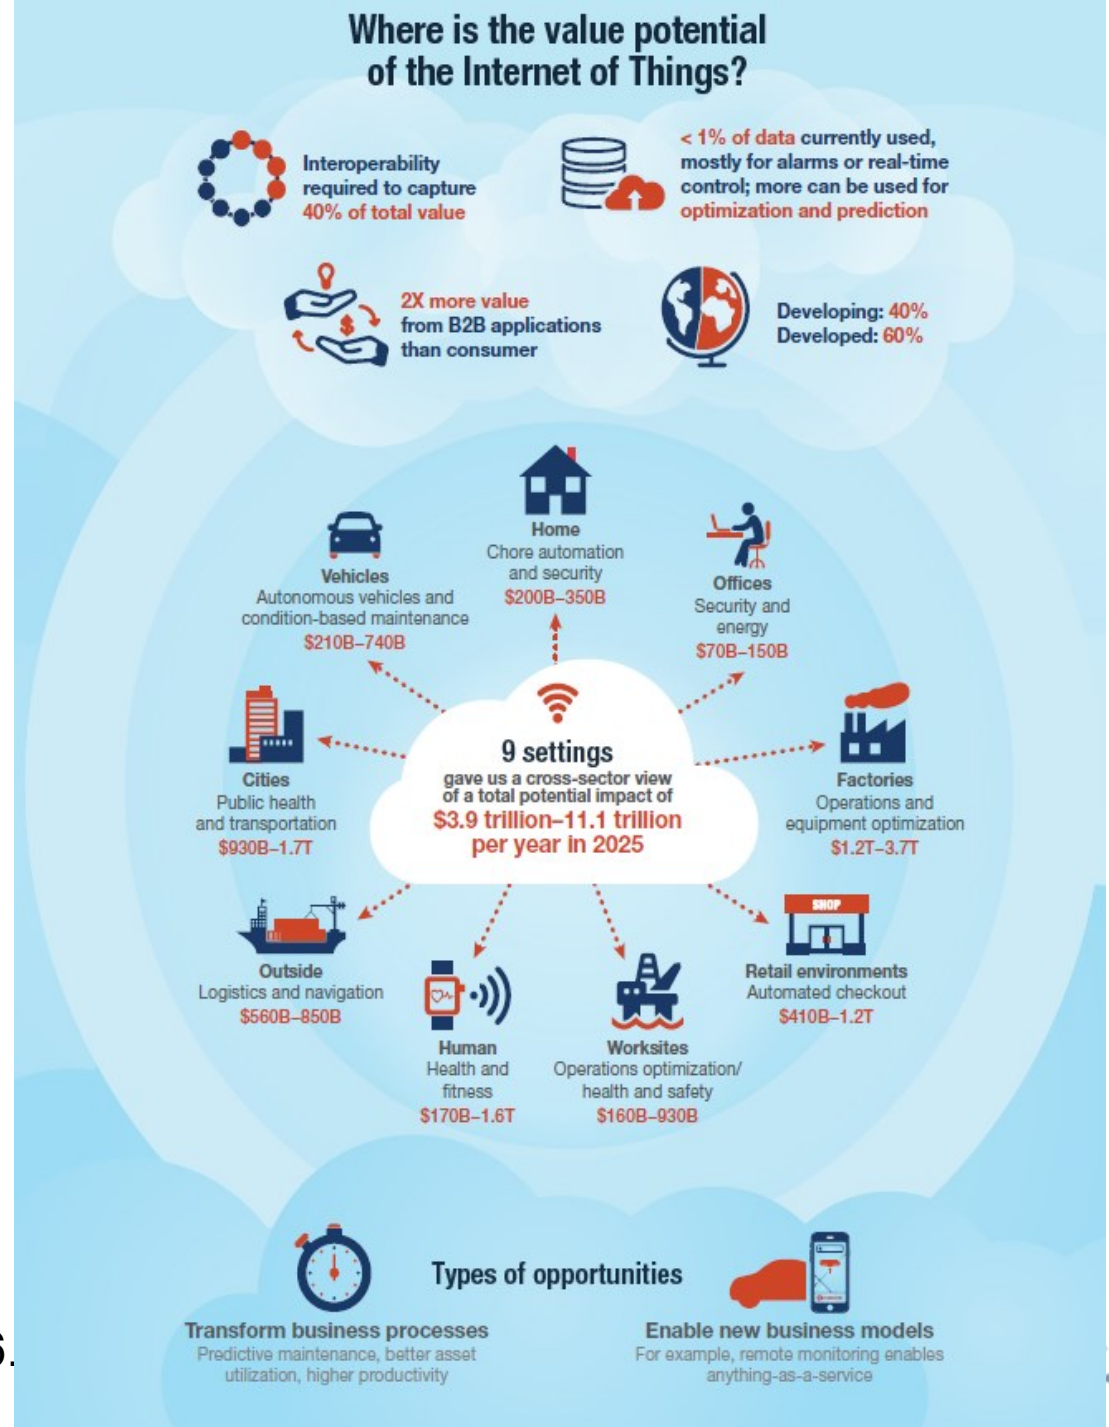 Where is the value potential
of the Internet of Things?
Interoperability
required to capture
40% of total value
< 1% of data currently used,
mostly for alarms or real-time
control; more can be used for
optimization and prediction
2X more value
from B2B applications
than consumer
Developing: 40%
Developed: 60%
Home
Chore automation
and security
$200B–350B
Vehicles
Autonomous vehicles and
condition-based maintenance
$210B–740B
Offices
Security and
energy
$70B–150B
9 settings
gave us a cross-sector view
of a total potential impact of
$3.9 trillion–11.1 trillion
per year in 2025
Cities
Public health
and transportation
$930B–1.7T
Factories
Operations and
equipment optimization
$1.2T–3.7T
SHOP
Outside
Logistics and navigation
$560B–850B
Retail environments
Automated checkout
$410B–1.2T
Human
Health and
fitness
$170B–1.6T
Worksites
Operations optimization/
health and safety
$160B–930B
Types of opportunities
Transform business processes
Predictive maintenance, better asset
utilization, higher productivity
Enable new business models
For example, remote monitoring enables
anything-as-a-service